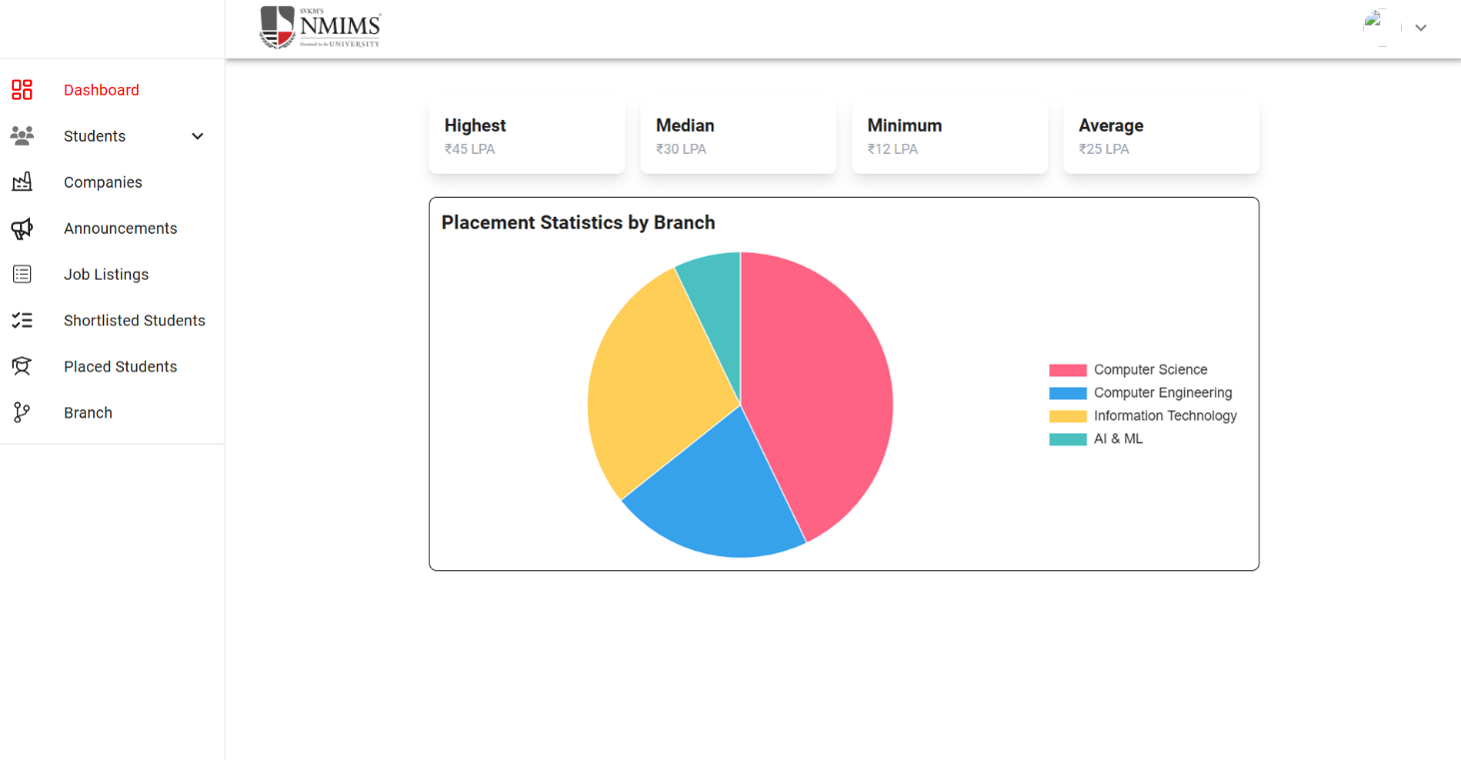 SVKM'S
NMIMS
Deemed to be UNIVERSITY
Dashboard
Students
Companies
Announcements
Job Listings
Shortlisted Students
Placed Students
Branch
Highest
₹45 LPA
Median
₹30 LPA
Minimum
₹12 LPA
Average
₹25 LPA
Placement Statistics by Branch
Computer Science
Computer Engineering
Information Technology
AI & ML